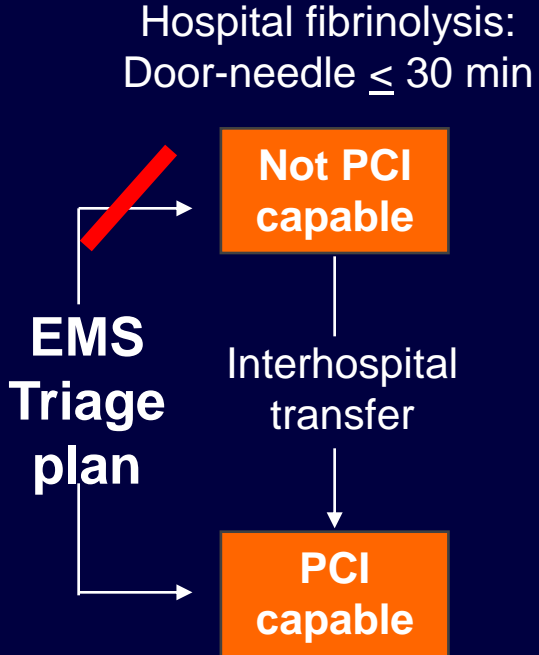 Hospital fibrinolysis:
Door-needle ≤ 30 min
Not PCI
capable
EMS
Triage
plan
Interhospital
transfer
PCI
capable